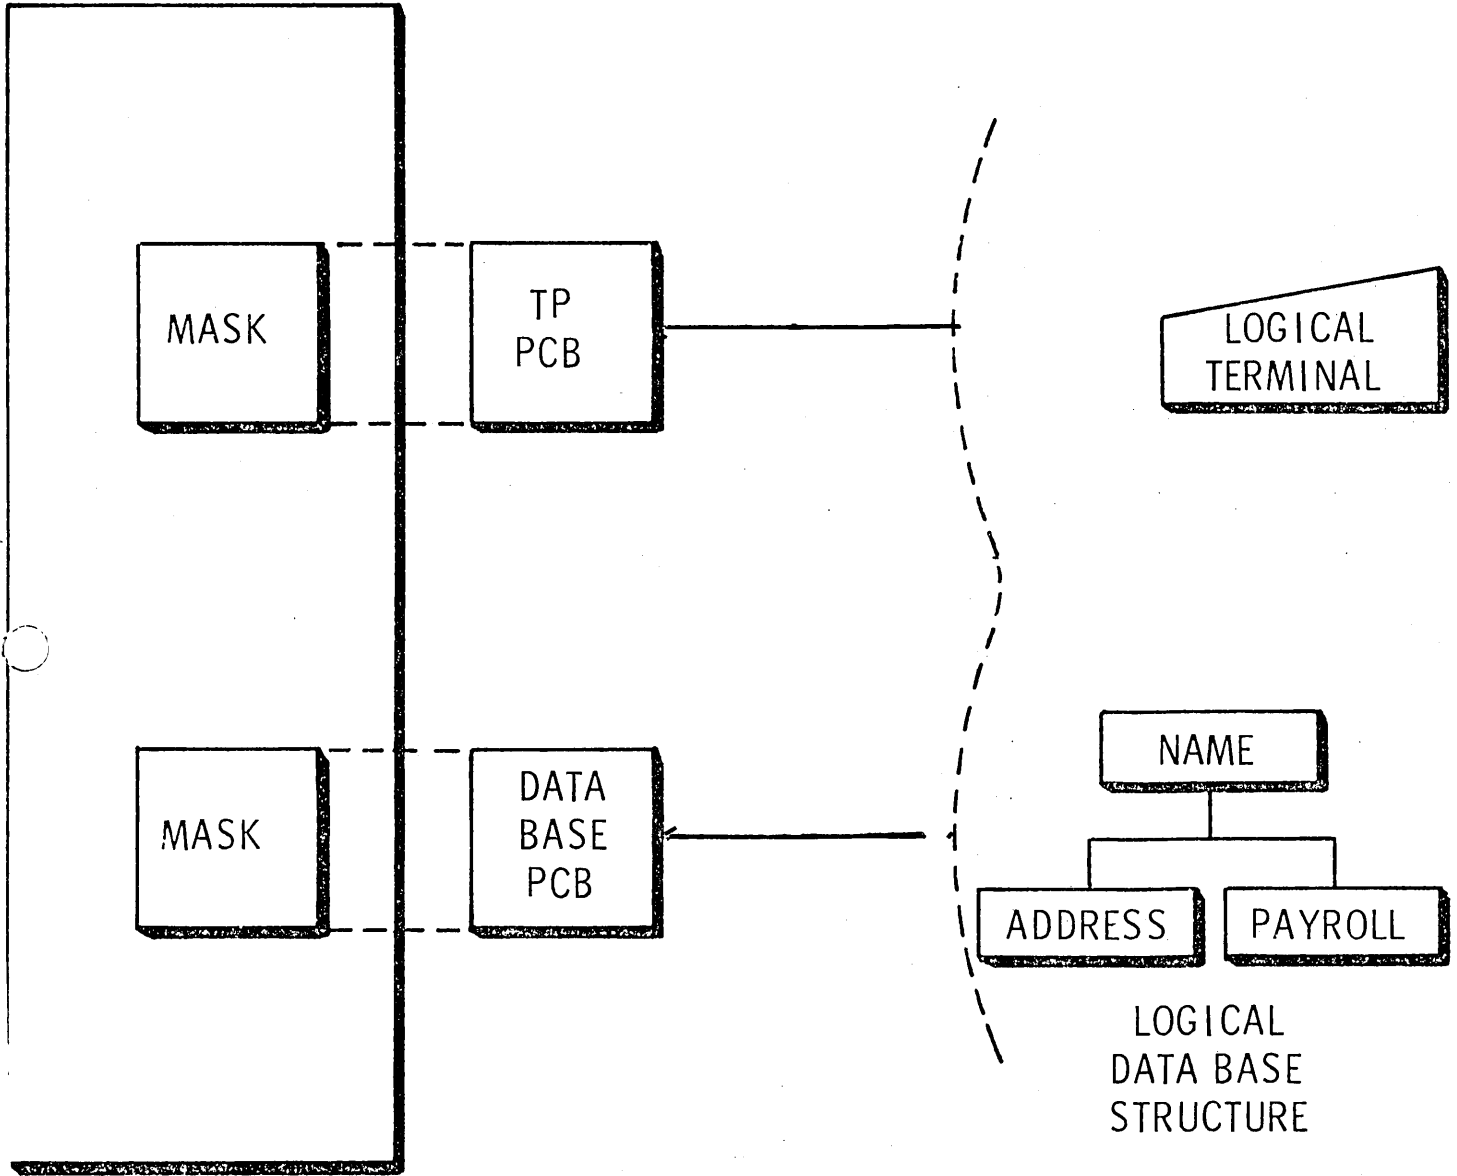 MASK
TP
PCB
LOGICAL
TERMINAL
MASK
DATA
BASE
PCB
NAME
ADDRESS
PAYROLL
LOGICAL
DATA BASE
STRUCTURE